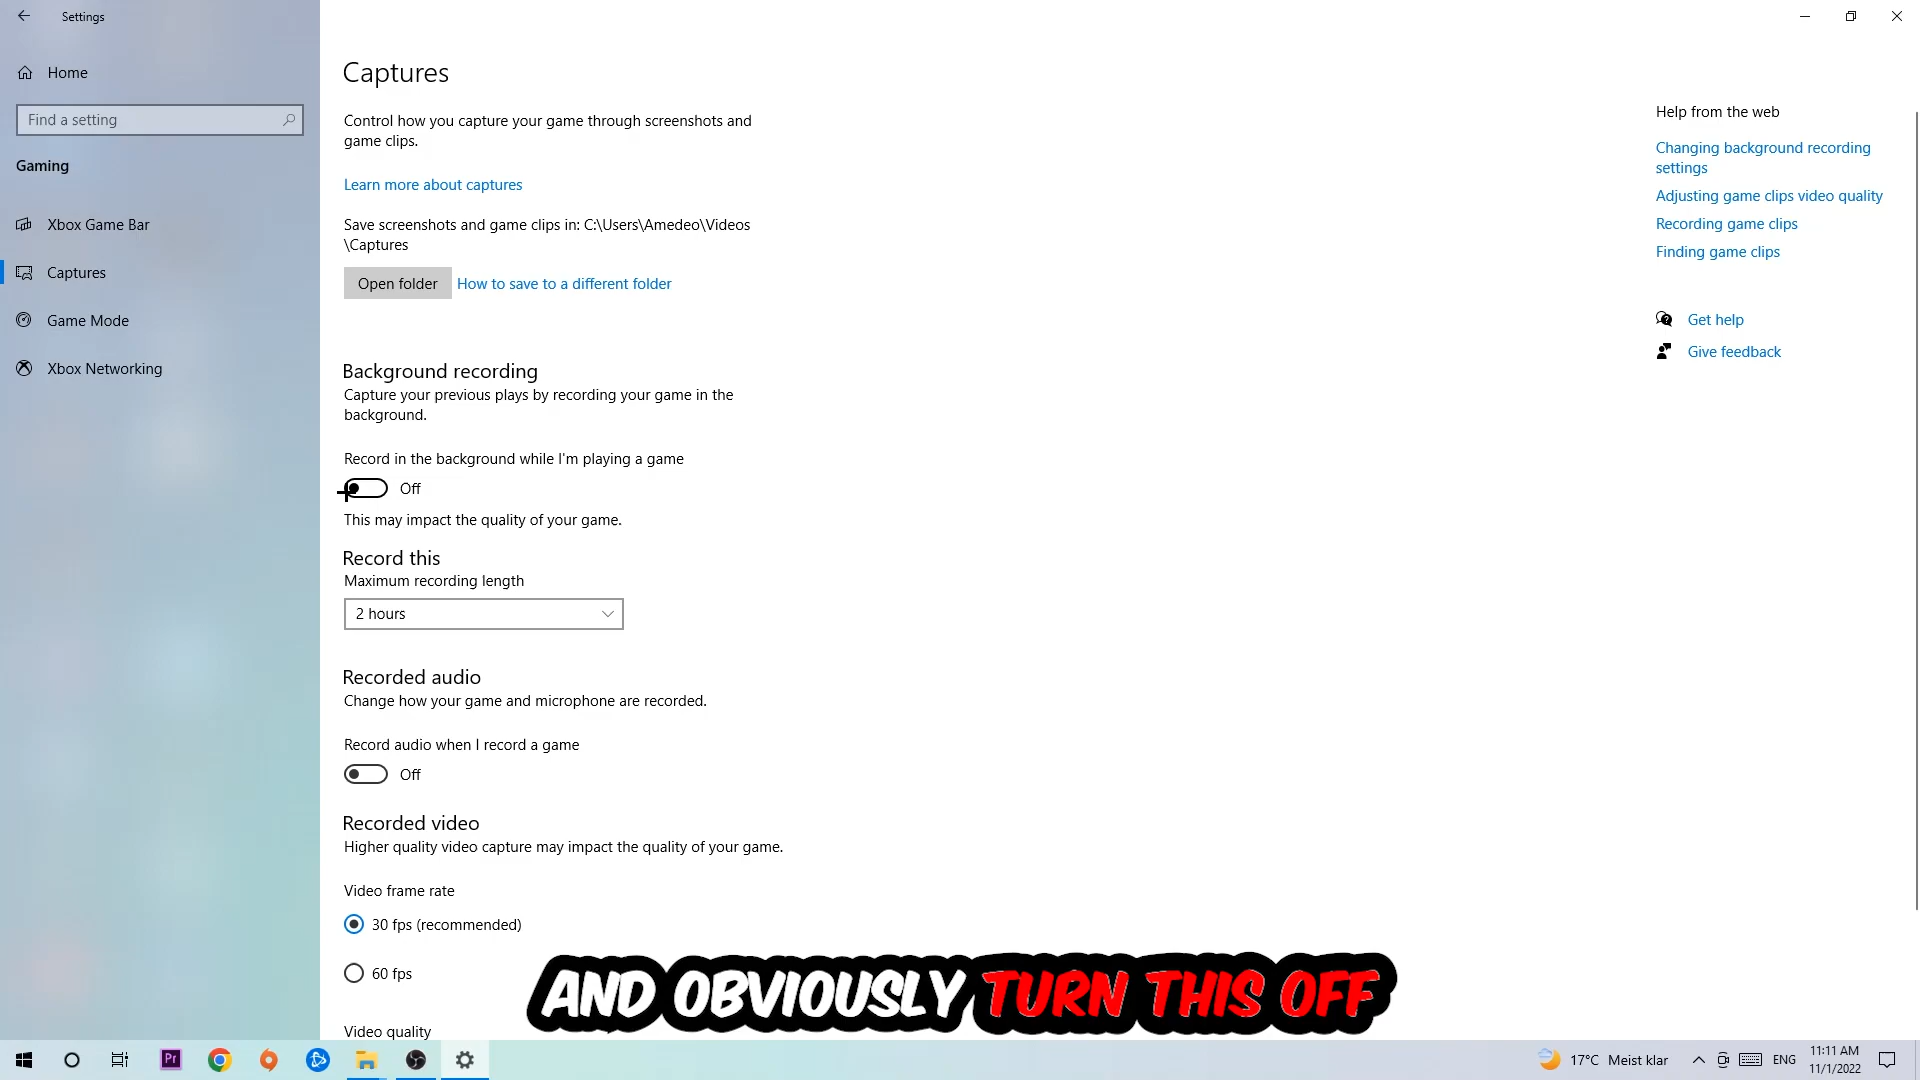 Settings
Home
Find a setting
Gaming
Xbox Game Bar
Captures
Game Mode
Xbox Networking
Captures
Control how you capture your game through screenshots and
game clips.
Learn more about captures
Save screenshots and game clips in: C:\Users\Amedeo\Videos
\Captures
Open folder
How to save to a different folder
Background recording
Capture your previous plays by recording your game in the
background.
Record in the background while I'm playing a game
Off
This may impact the quality of your game.
Record this
Maximum recording length
2 hours
Recorded audio
Change how your game and microphone are recorded.
Record audio when I record a game
Off
Recorded video
Higher quality video capture may impact the quality of your game.
Video frame rate
30 fps (recommended)
60 fps
Video quality
Help from the web
Changing background recording
settings
Adjusting game clips video quality
Recording game clips
Finding game clips
Get help
Give feedback
AND OBVIOUSLY TURN THIS OFF
Pr
17°C Meist klar
ENG
11:11 AM
11/1/2022